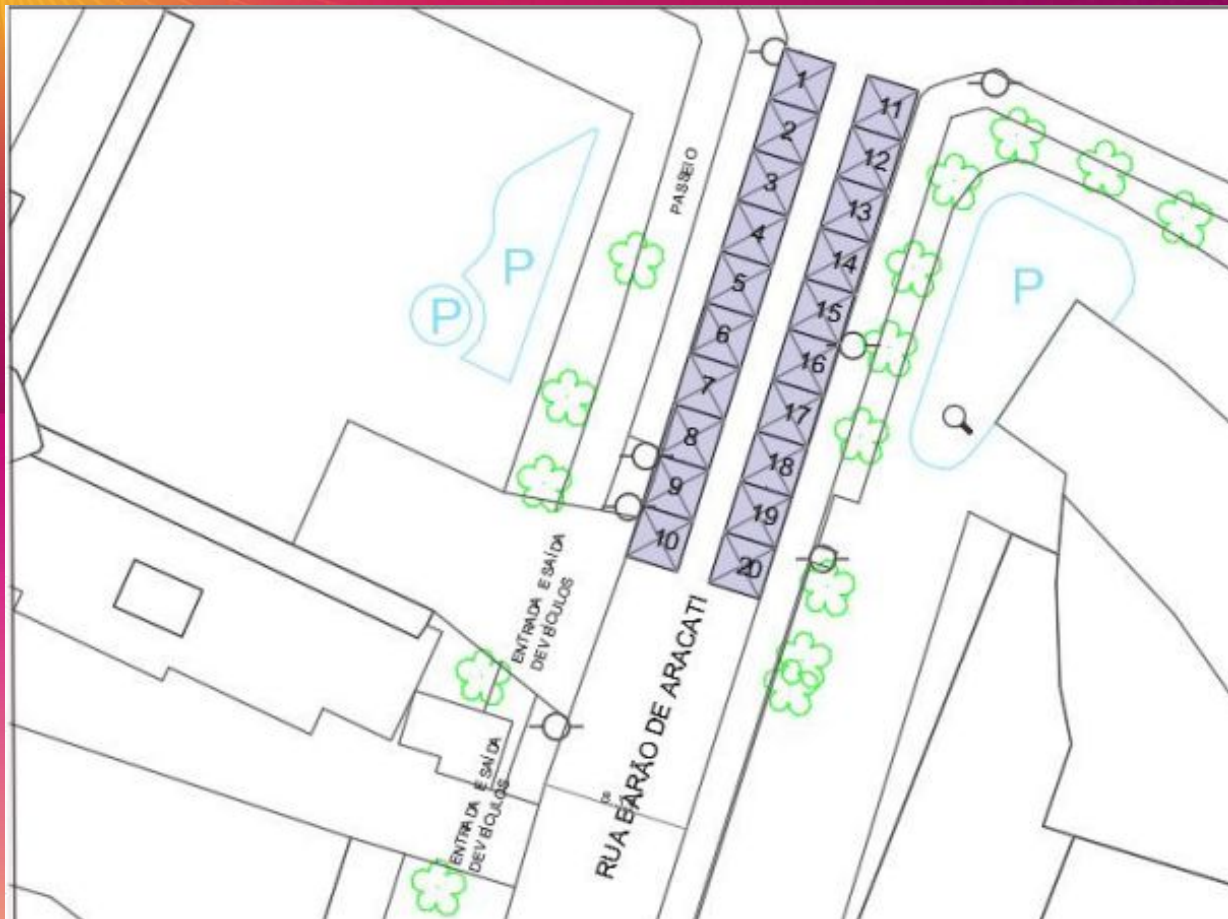 1
2
3
4
5
6
7
8
9
10
11
12
13
14
15
16
17
18
19
20
PASSEIO
P
P
P
ENTRADA E SAÍDA
DE VEÍCULOS
ENTRADA E SAÍDA
DE VEÍCULOS
RUA BARÃO DE ARACATI